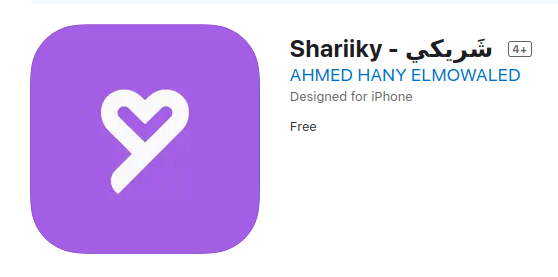 Shariiky - شَريكي 4+
AHMED HANY ELMOWALED
Designed for iPhone
Free